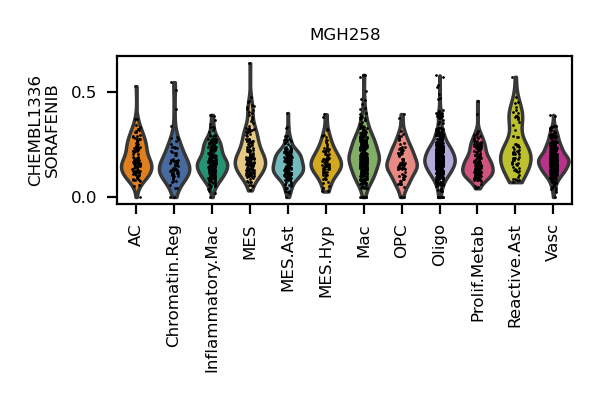 MGH258
CHEMBL1336
SORAFENIB
0.5
0.0
AC
Chromatin.Reg
Inflammatory.Mac
MES
MES.Ast
MES.Hyp
Mac
OPC
Oligo
Prolif.Metab
Reactive.Ast
Vasc